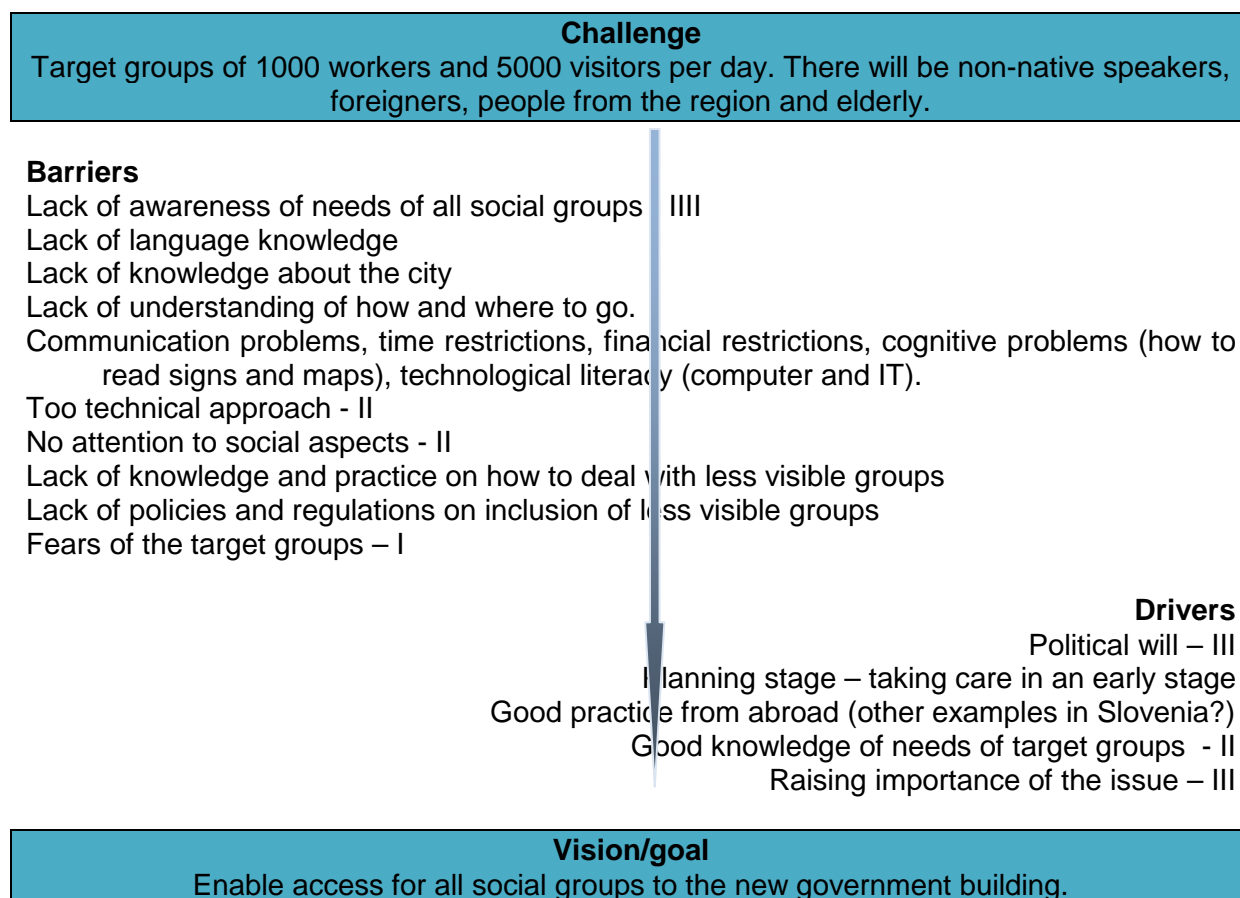 Challenge
Target groups of 1000 workers and 5000 visitors per day. There will be non-native speakers,
foreigners, people from the region and elderly.
Barriers
Lack of awareness of needs of all social groups - IIII
Lack of language knowledge
Lack of knowledge about the city
Lack of understanding of how and where to go.
Communication problems, time restrictions, financial restrictions, cognitive problems (how to
read signs and maps), technological literacy (computer and IT).
Too technical approach - II
No attention to social aspects - II
Lack of knowledge and practice on how to deal with less visible groups
Lack of policies and regulations on inclusion of less visible groups
Fears of the target groups – I
Drivers
Political will – III
Planning stage – taking care in an early stage
Good practice from abroad (other examples in Slovenia?)
Good knowledge of needs of target groups  - II
Raising importance of the issue – III
Vision/goal
Enable access for all social groups to the new government building.